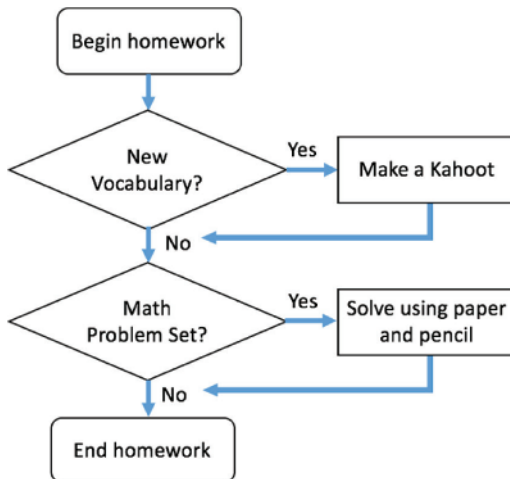 Begin homework
New
Vocabulary?
Yes
Make a Kahoot
No
Math
Problem Set?
Yes
Solve using paper
and pencil
No
End homework